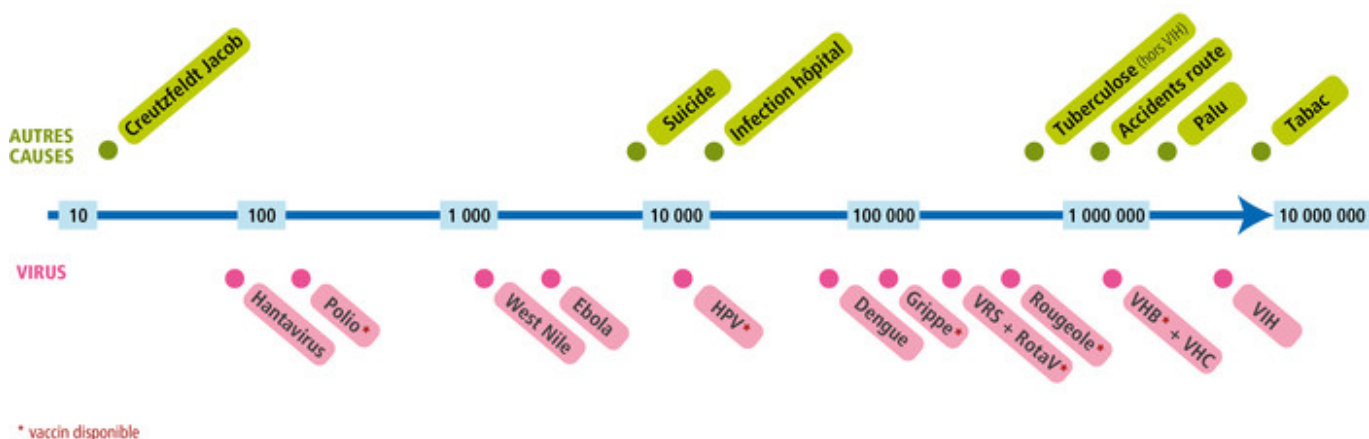 Creutzfeldt Jacob
Suicide
Infection hôpital
Tuberculose (hors VIH)
Accidents route
Palu
Tabac
AUTRES
CAUSES
10
100
1 000
10 000
100 000
1 000 000
10 000 000
VIRUS
Hantavirus
Polio*
West Nile
Ebola
HPV*
Dengue
Grippe*
VRS + RotaV*
Rougeole*
VHB* + VHC
VIH
* vaccin disponible